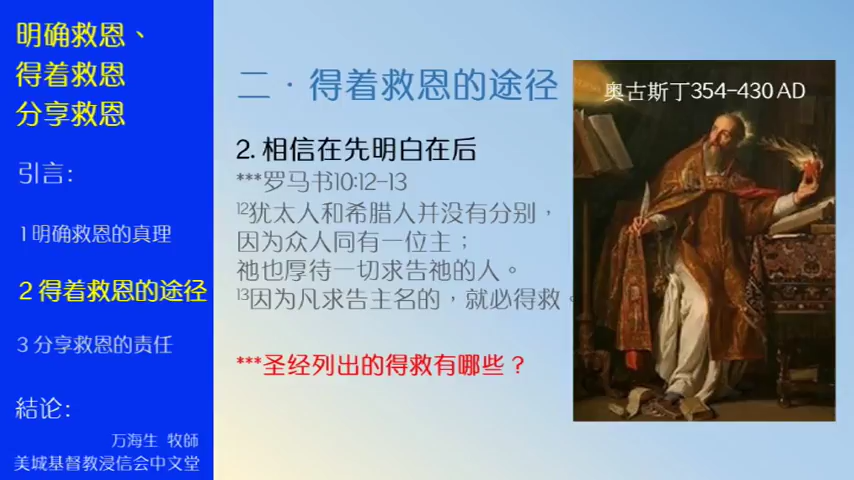 明确救恩、
得着救恩
分享救恩
引言：
1明确救恩的真理
2 得着救恩的途径
3 分享救恩的责任
結论：
万海生 牧師
美城基督教浸信会中文堂
二．得着救恩的途径
2. 相信在先明白在后
***罗马书10:12-13
12犹太人和希腊人并没有分别，
因为众人同有一位主；
祂也厚待一切求告祂的人。
13因为凡求告主名的，就必得救。
***圣经列出的得救有哪些？
奥古斯丁354-430 AD